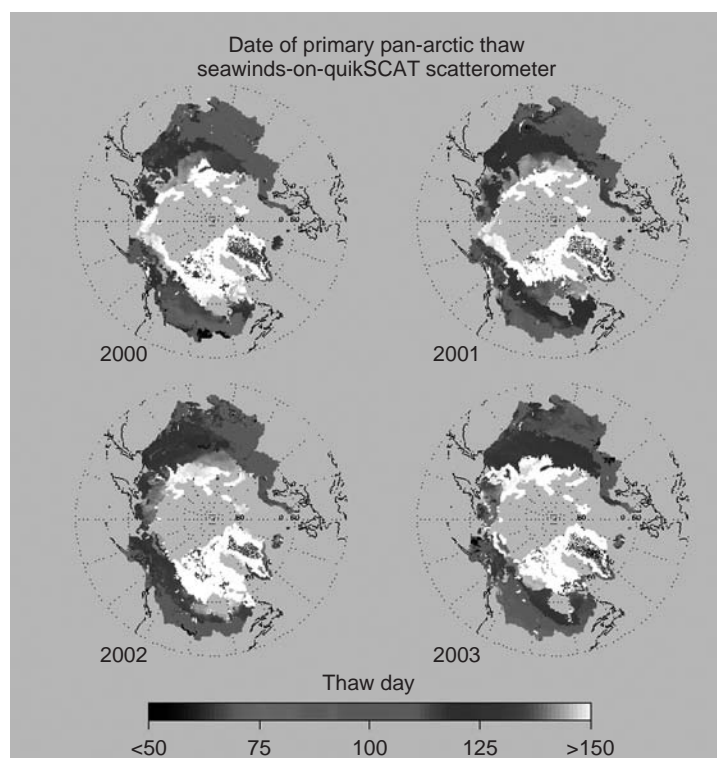 Date of primary pan-arctic thaw
seawinds-on-quikSCAT scatterometer
2000
2001
2002
2003
Thaw day
<50 75 100 125 >150